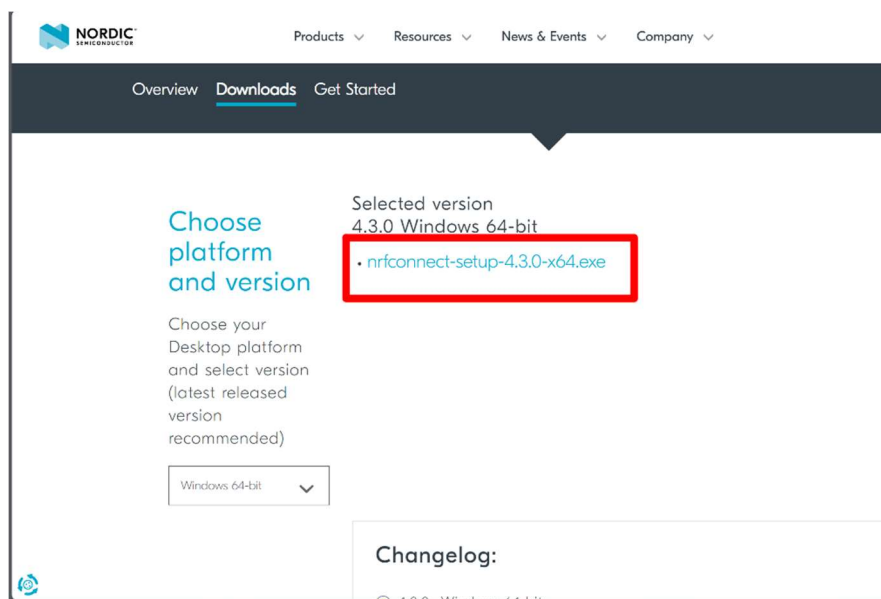 NORDIC
SEMICONDUCTOR
Products Resources News & Events Company
Overview Downloads Get Started
Choose
platform
and version
Choose your
Desktop platform
and select version
(latest released
version
recommended)
Windows 64-bit
Selected version
4.3.0 Windows 64-bit
• nrfconnect-setup-4.3.0-x64.exe
Changelog: